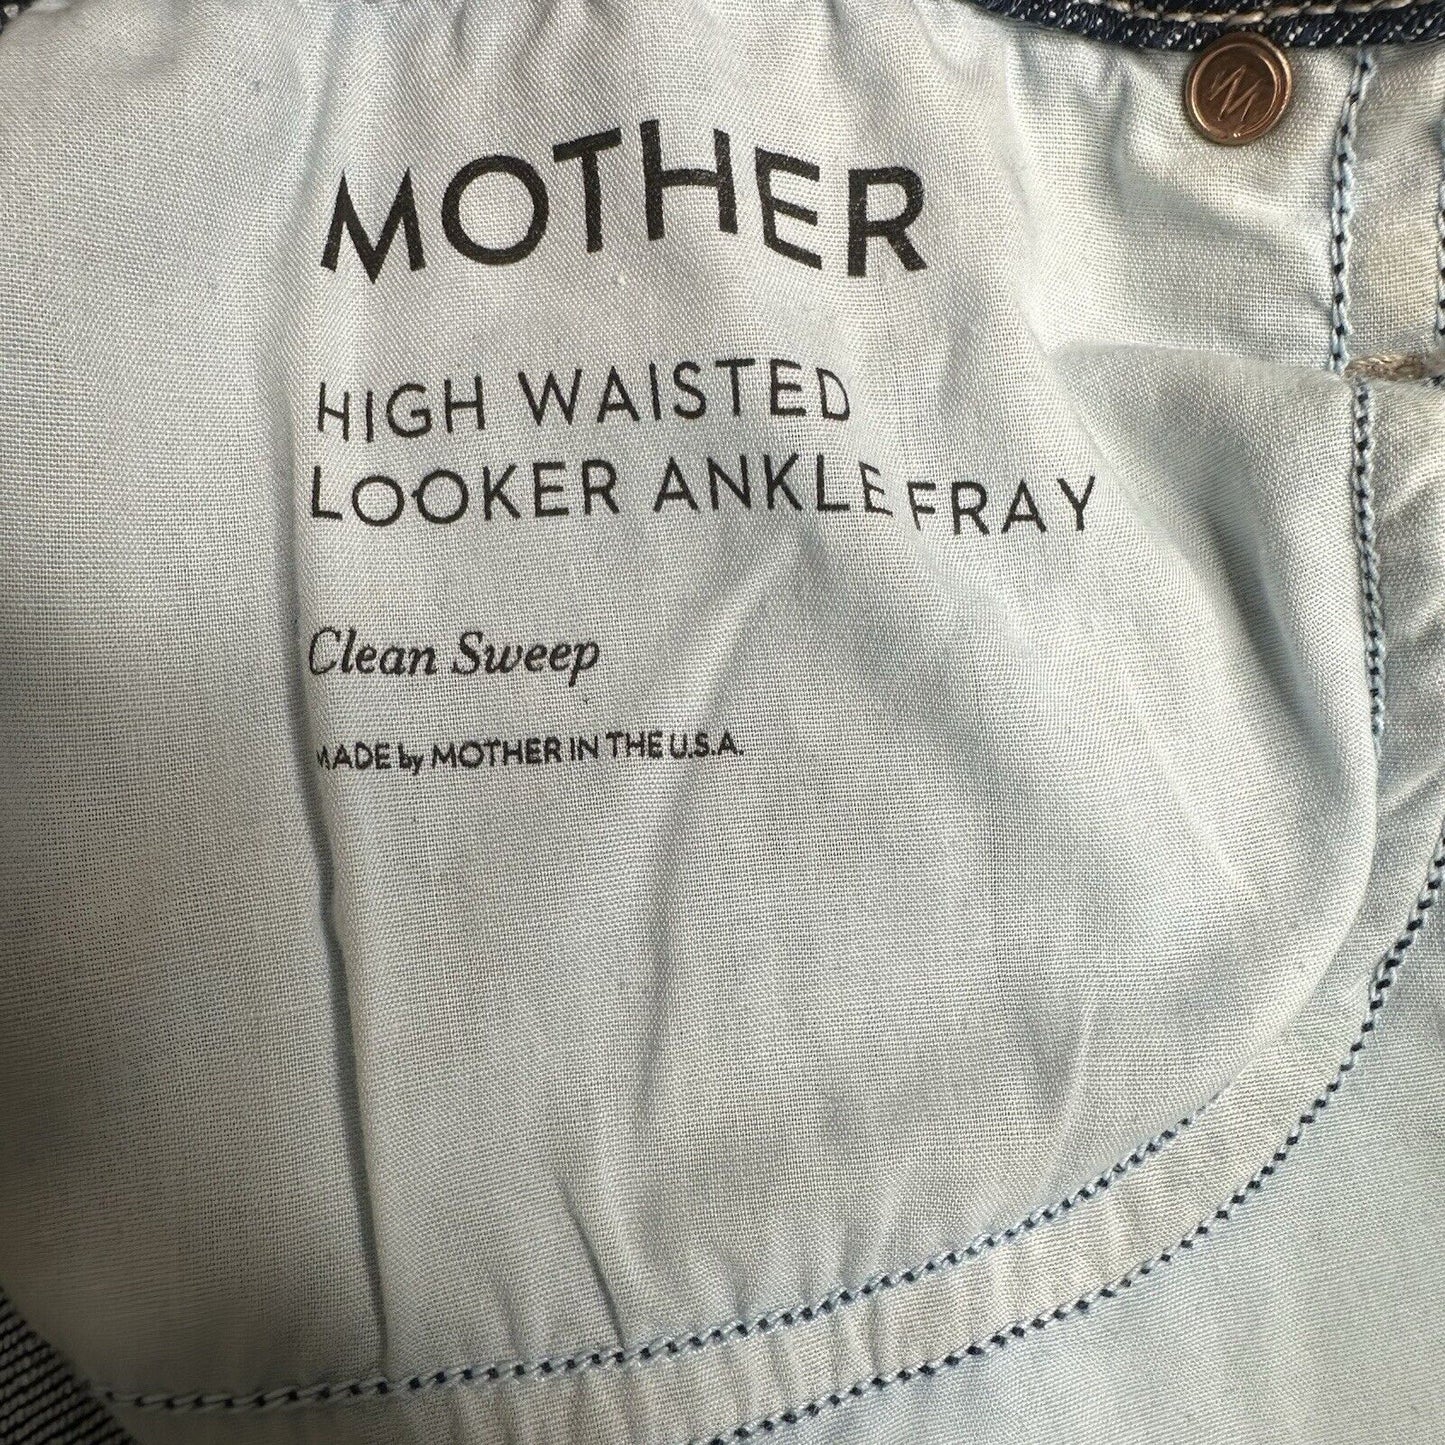 MOTHER
HIGH WAISTED
LOOKER ANKLE FRAY
Clean Sweep
MADE by MOTHER IN THE U.S.A.
M